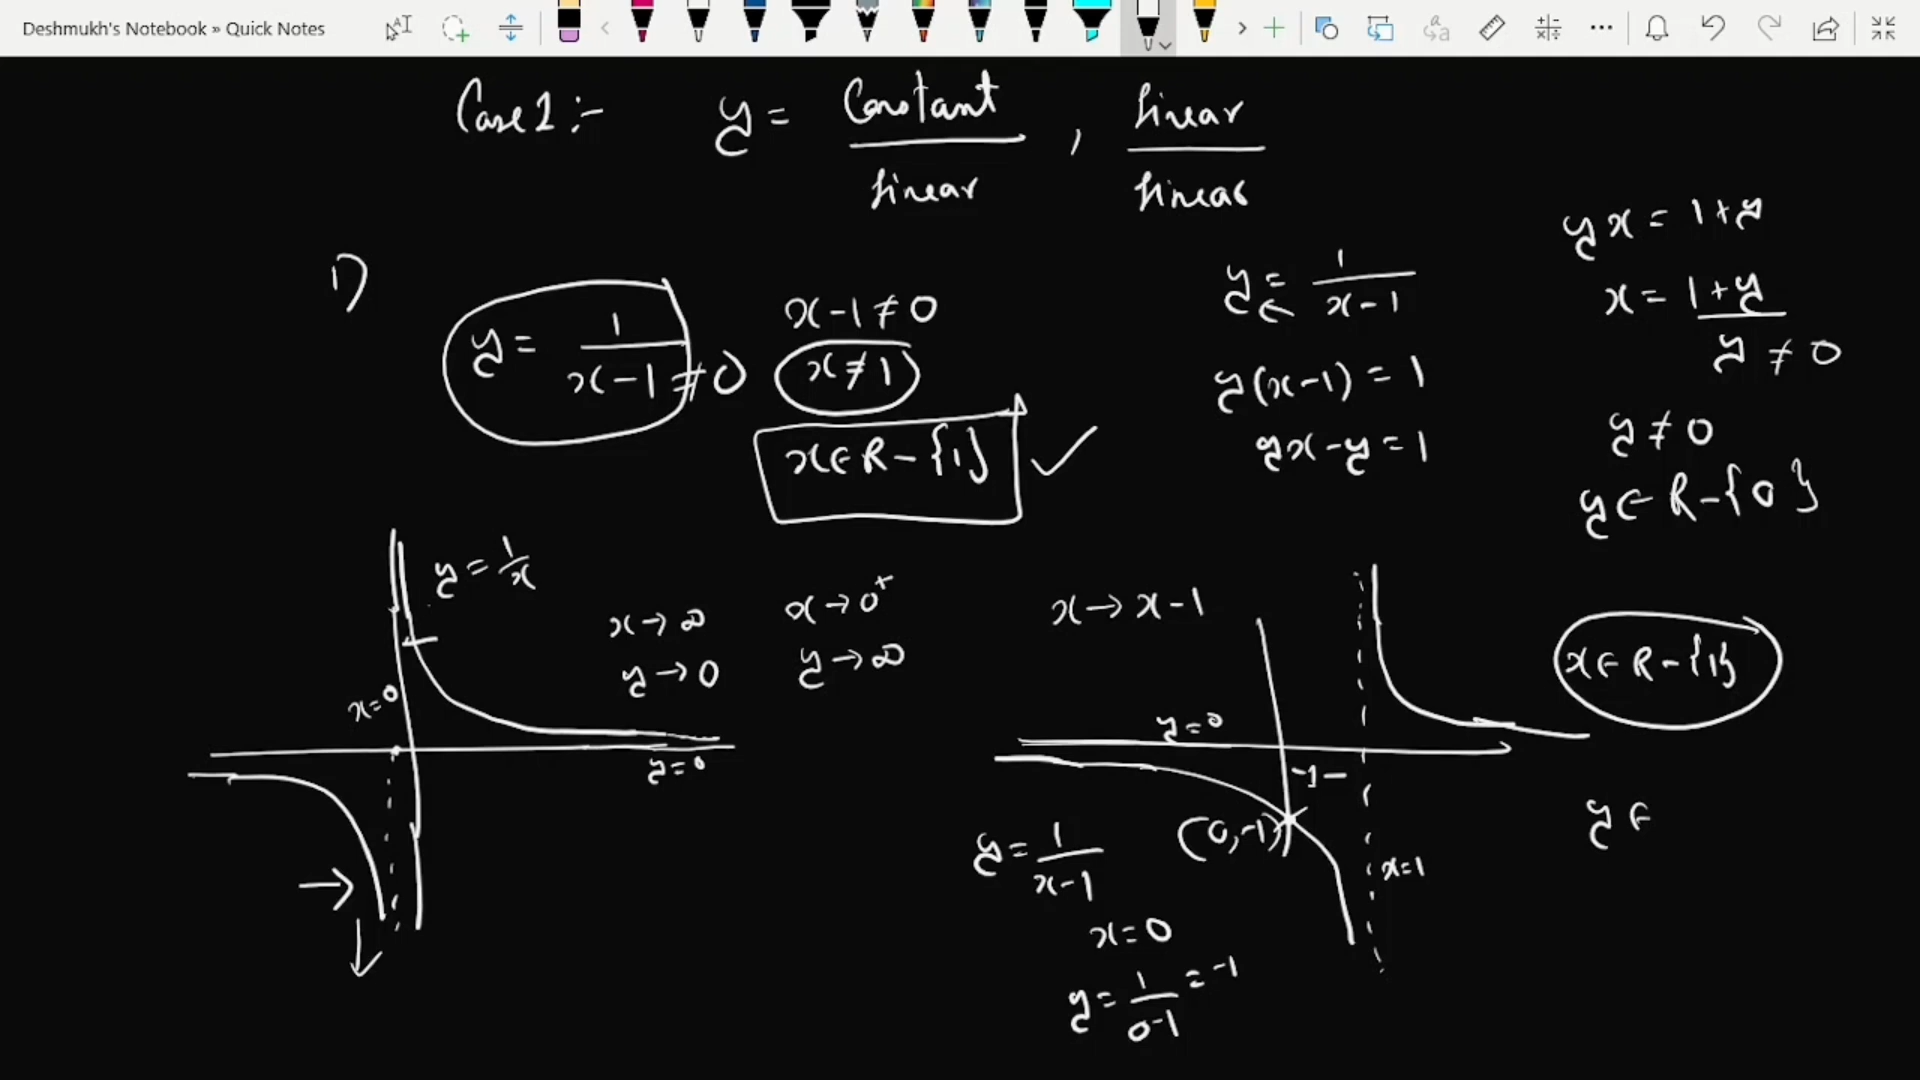 Deshmukh's Notebook » Quick Notes
Case 1 :- y = Constant / linear , linear / linear
1)
y = 1 / x-1 ≠ 0
x-1 ≠ 0
x ≠ 1
x ∈ R - {1} ✓
y = 1 / x-1
y(x-1) = 1
yx - y = 1
yx = 1+y
x = 1+y / y ≠ 0
y ≠ 0
y ∈ R - {0}
y = 1/x
x → ∞
y → 0
x → 0⁺
y → ∞
x=0
y=0
x → x-1
y=0
-1-
(0,-1)
x=1
y = 1 / x-1
x = 0
y = 1 / 0-1 = -1
x ∈ R - {1}
y ∈